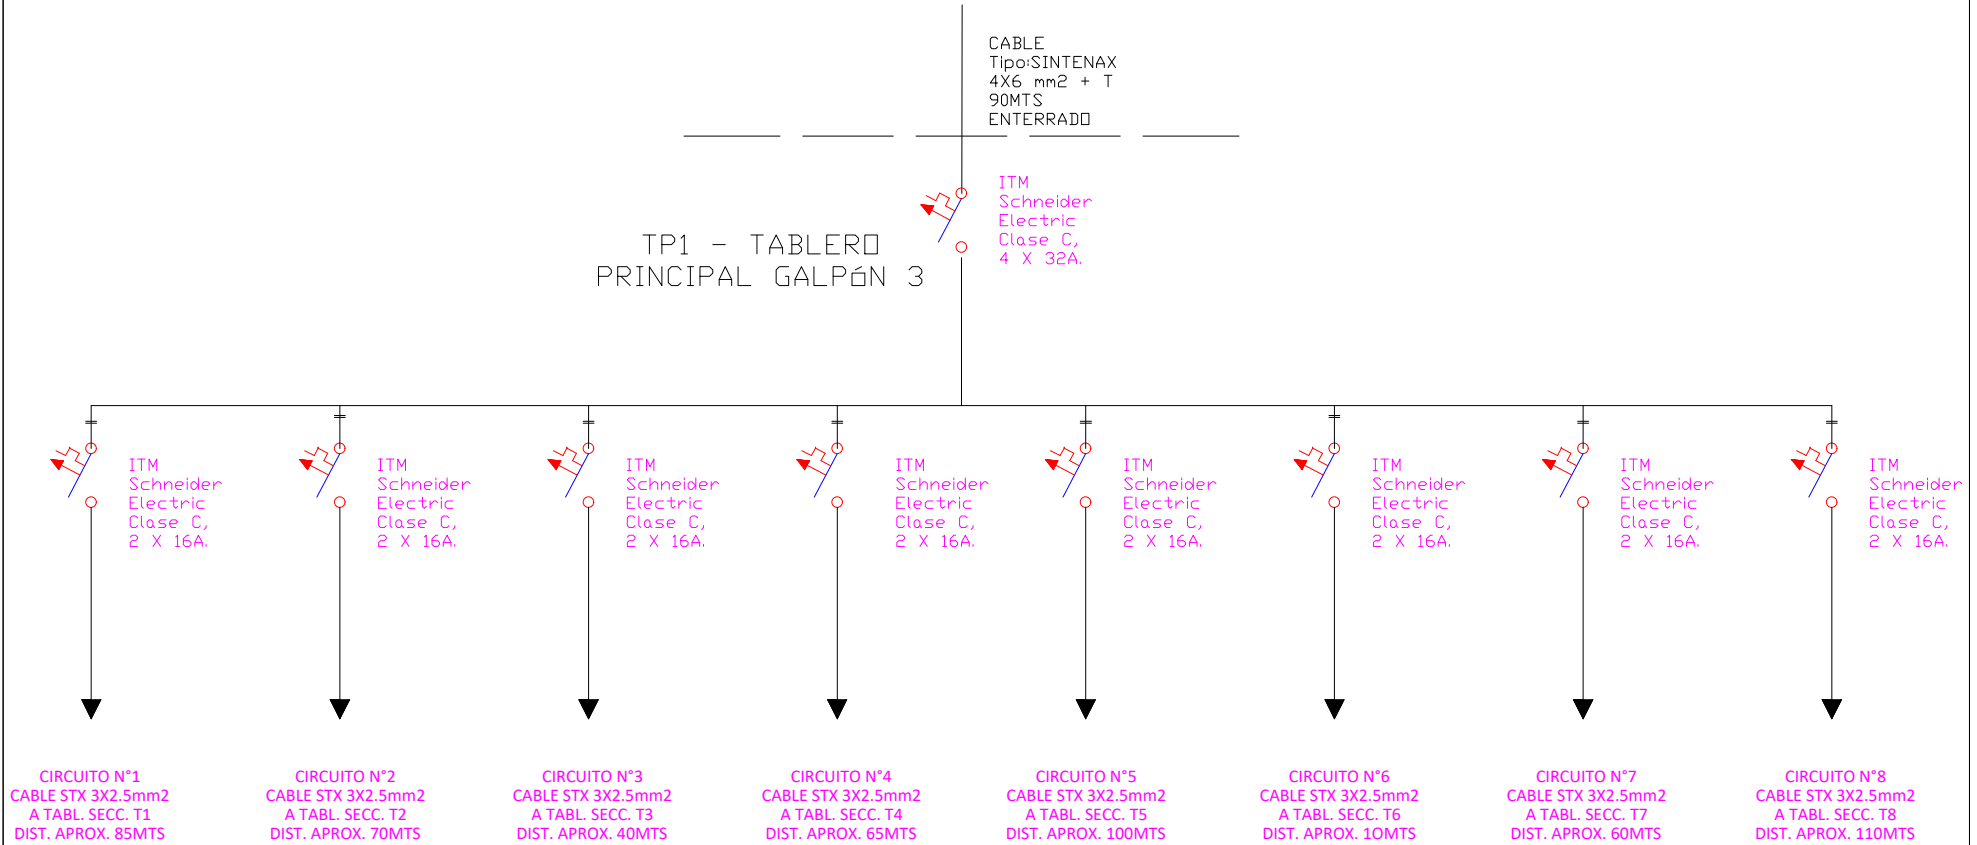 CABLE
Tipo:SINTENAX
4X6 mm2 + T
90MTS
ENTERRADO
ITM
Schneider
Electric
Clase C,
4 X 32A.
TP1 - TABLERO
PRINCIPAL GALPóN 3
ITM
Schneider
Electric
Clase C,
2 X 16A.
ITM
Schneider
Electric
Clase C,
2 X 16A.
ITM
Schneider
Electric
Clase C,
2 X 16A.
ITM
Schneider
Electric
Clase C,
2 X 16A.
ITM
Schneider
Electric
Clase C,
2 X 16A.
ITM
Schneider
Electric
Clase C,
2 X 16A.
ITM
Schneider
Electric
Clase C,
2 X 16A.
ITM
Schneider
Electric
Clase C,
2 X 16A.
CIRCUITO N°1
CABLE STX 3X2.5mm2
A TABL. SECC. T1
DIST. APROX. 85MTS
CIRCUITO N°2
CABLE STX 3X2.5mm2
A TABL. SECC. T2
DIST. APROX. 70MTS
CIRCUITO N°3
CABLE STX 3X2.5mm2
A TABL. SECC. T3
DIST. APROX. 40MTS
CIRCUITO N°4
CABLE STX 3X2.5mm2
A TABL. SECC. T4
DIST. APROX. 65MTS
CIRCUITO N°5
CABLE STX 3X2.5mm2
A TABL. SECC. T5
DIST. APROX. 100MTS
CIRCUITO N°6
CABLE STX 3X2.5mm2
A TABL. SECC. T6
DIST. APROX. 1OMTS
CIRCUITO N°7
CABLE STX 3X2.5mm2
A TABL. SECC. T7
DIST. APROX. 60MTS
CIRCUITO N°8
CABLE STX 3X2.5mm2
A TABL. SECC. T8
DIST. APROX. 110MTS